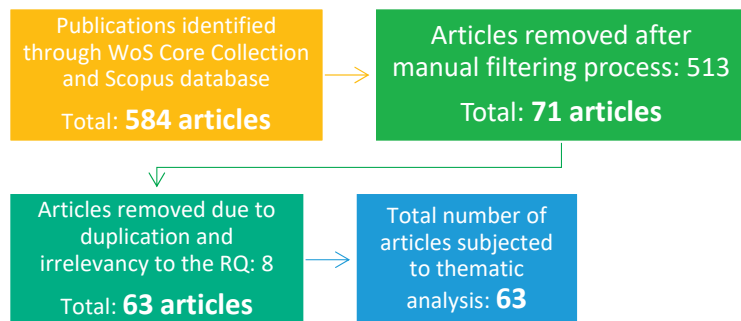 Publications identified
through WoS Core Collection
and Scopus database
Total: 584 articles
Articles removed after
manual filtering process: 513
Total: 71 articles
Articles removed due to
duplication and
irrelevancy to the RQ: 8
Total: 63 articles
Total number of
articles subjected
to thematic
analysis: 63